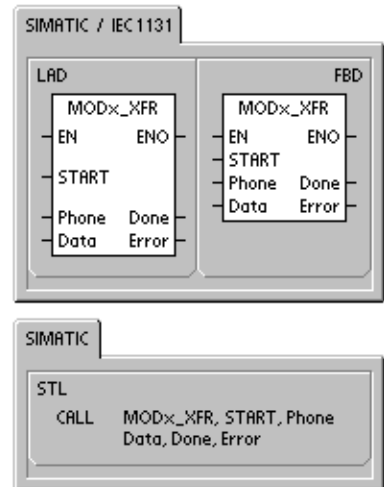 SIMATIC / IEC1131
LAD
MODx_XFR
EN ENO
START
Phone Done
Data Error
FBD
MODx_XFR
EN ENO
START
Phone Done
Data Error
SIMATIC
STL
CALL MODx_XFR, START, Phone
Data, Done, Error